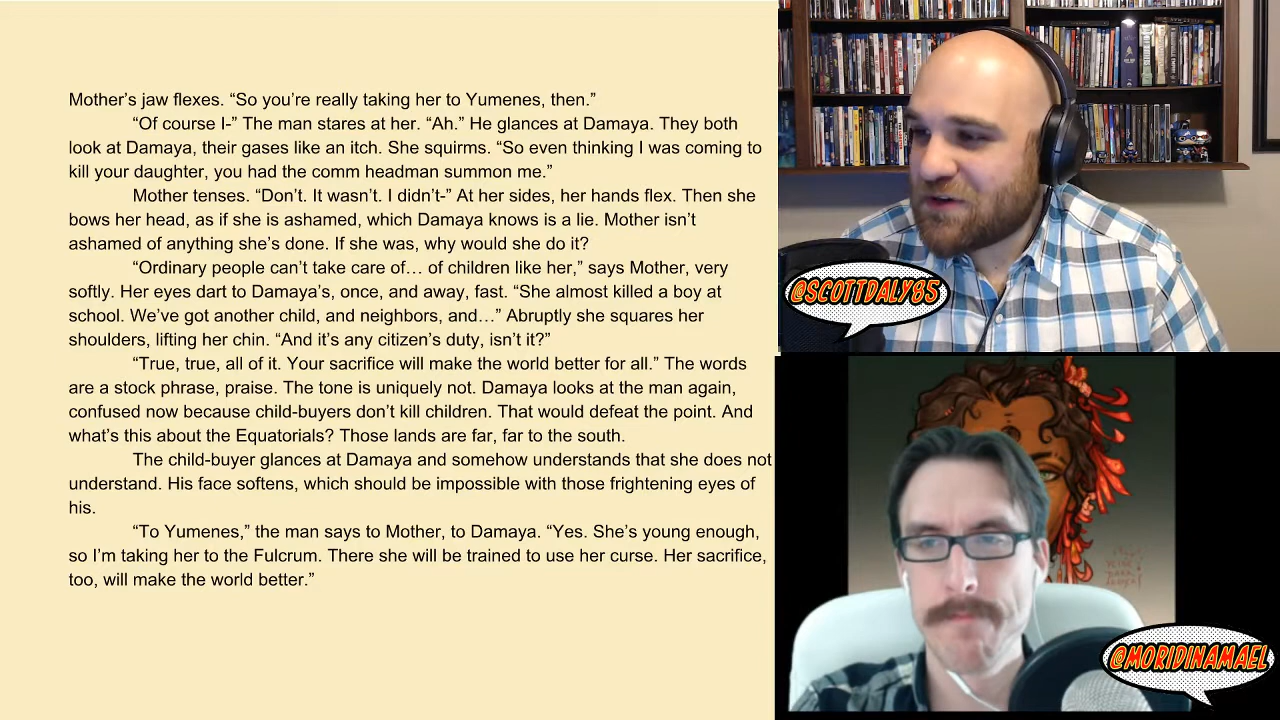 Mother’s jaw flexes. “So you’re really taking her to Yumenes, then.”
“Of course I-” The man stares at her. “Ah.” He glances at Damaya. They both
look at Damaya, their gases like an itch. She squirms. “So even thinking I was coming to
kill your daughter, you had the comm headman summon me.”
Mother tenses. “Don’t. It wasn’t. I didn’t-” At her sides, her hands flex. Then she
bows her head, as if she is ashamed, which Damaya knows is a lie. Mother isn’t
ashamed of anything she’s done. If she was, why would she do it?
“Ordinary people can’t take care of… of children like her,” says Mother, very
softly. Her eyes dart to Damaya’s, once, and away, fast. “She almost killed a boy at
school. We’ve got another child, and neighbors, and…” Abruptly she squares her
shoulders, lifting her chin. “And it’s any citizen’s duty, isn’t it?”
“True, true, all of it. Your sacrifice will make the world better for all.” The words
are a stock phrase, praise. The tone is uniquely not. Damaya looks at the man again,
confused now because child-buyers don’t kill children. That would defeat the point. And
what’s this about the Equatorials? Those lands are far, far to the south.
The child-buyer glances at Damaya and somehow understands that she does not
understand. His face softens, which should be impossible with those frightening eyes of
his.
“To Yumenes,” the man says to Mother, to Damaya. “Yes. She’s young enough,
so I’m taking her to the Fulcrum. There she will be trained to use her curse. Her sacrifice,
too, will make the world better.”
@SCOTTDALY85
@MORIDINAMAEL